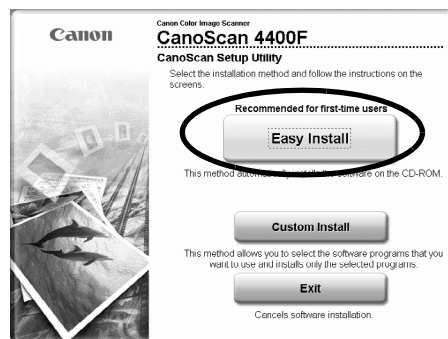 Canon
Canon Color Image Scanner
CanoScan 4400F
CanoScan Setup Utility
Select the installation method and follow the instructions on the
screens.
Recommended for first-time users
Easy Install
This method automatically installs the software on the CD-ROM.
Custom Install
This method allows you to select the software programs that you
want to use and installs only the selected programs.
Exit
Cancels software installation.